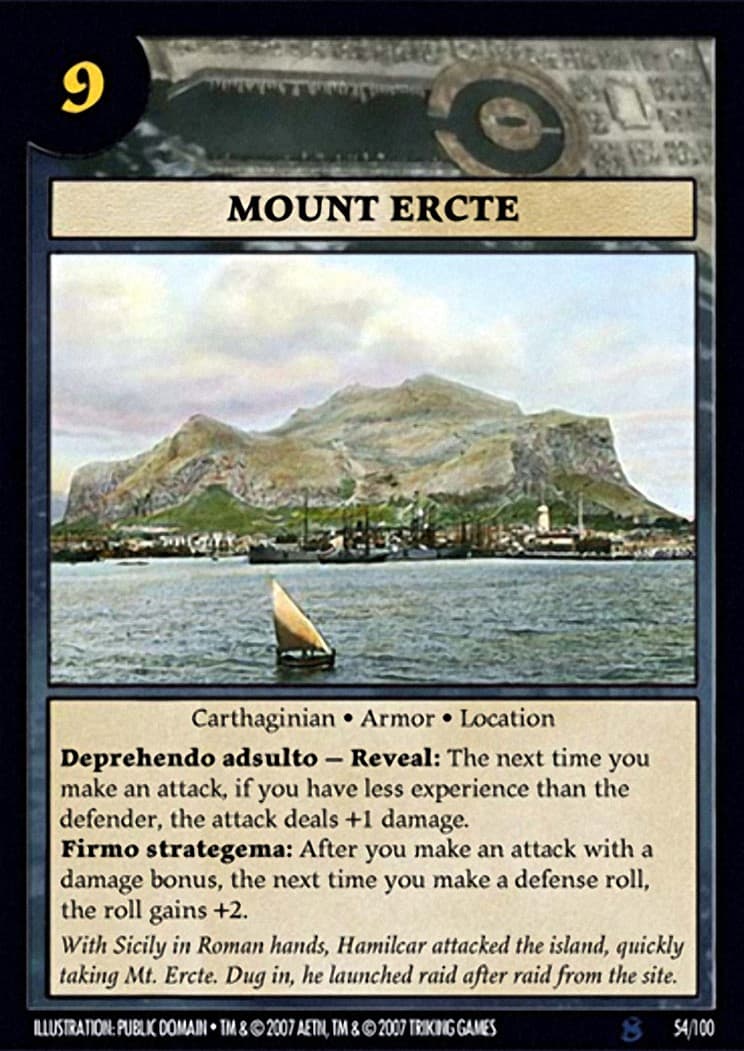 9
MOUNT ERCTE
Carthaginian • Armor • Location
Deprehendo adsulto – Reveal: The next time you
make an attack, if you have less experience than the
defender, the attack deals +1 damage.
Firmo strategema: After you make an attack with a
damage bonus, the next time you make a defense roll,
the roll gains +2.
With Sicily in Roman hands, Hamilcar attacked the island, quickly
taking Mt. Ercte. Dug in, he launched raid after raid from the site.
ILLUSTRATION: PUBLIC DOMAIN • TM & © 2007 AETN, TM & © 2007 TRIKING GAMES
54/100